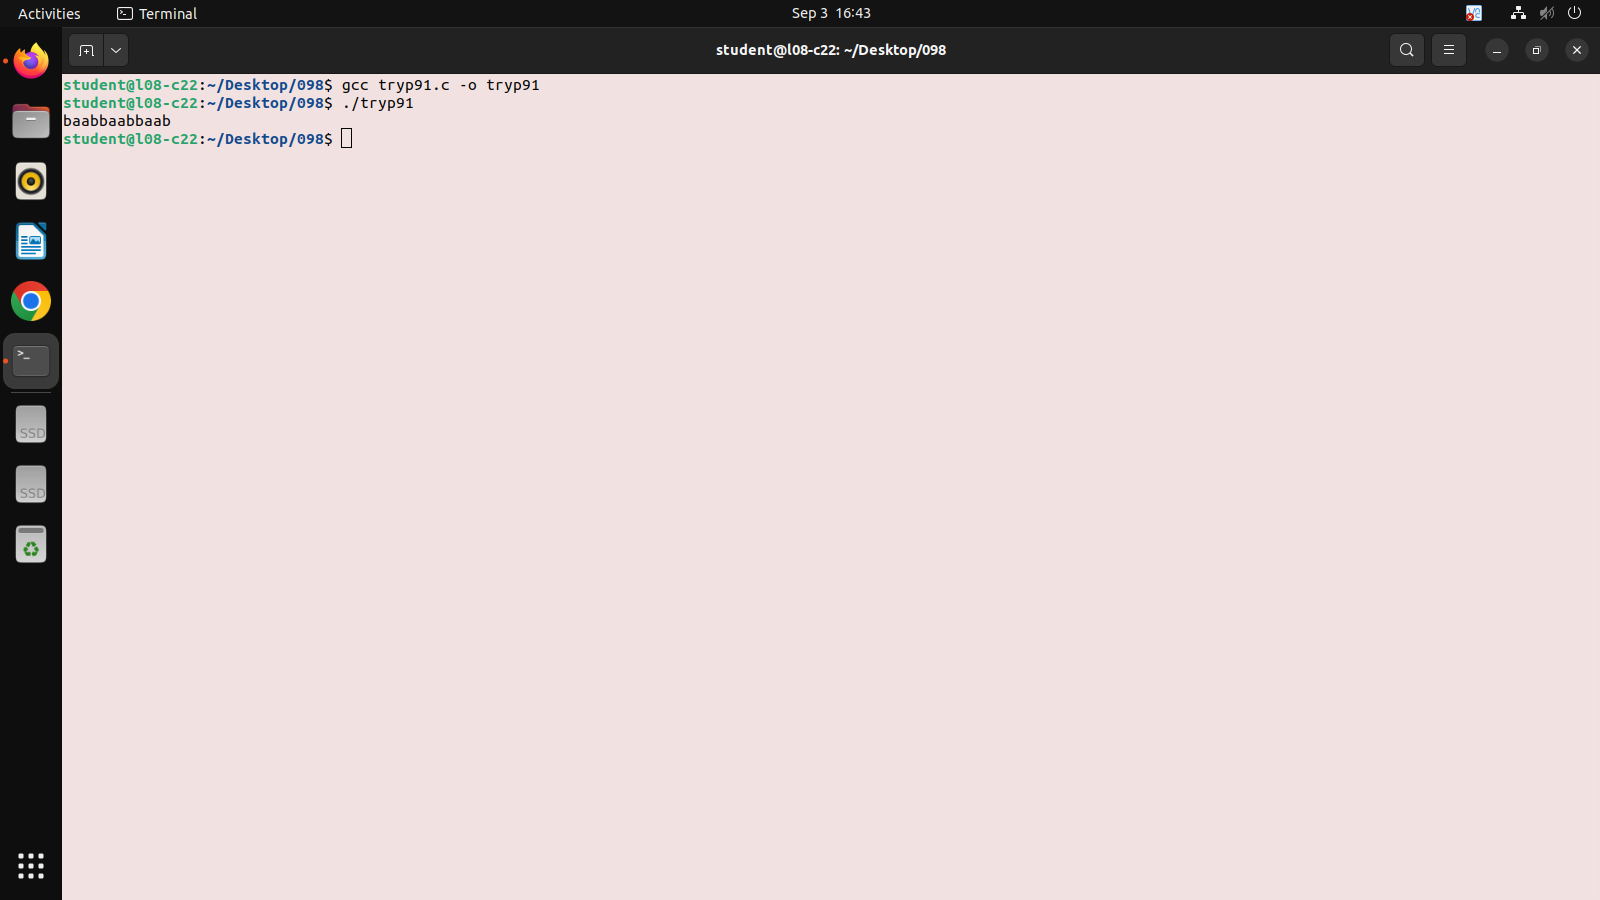 Activities
Terminal
Sep 3 16:43
student@l08-c22: ~/Desktop/098
student@l08-c22:~/Desktop/098$ gcc tryp91.c -o tryp91
student@l08-c22:~/Desktop/098$ ./tryp91
baabbaabbaab
student@l08-c22:~/Desktop/098$
SSD
SSD